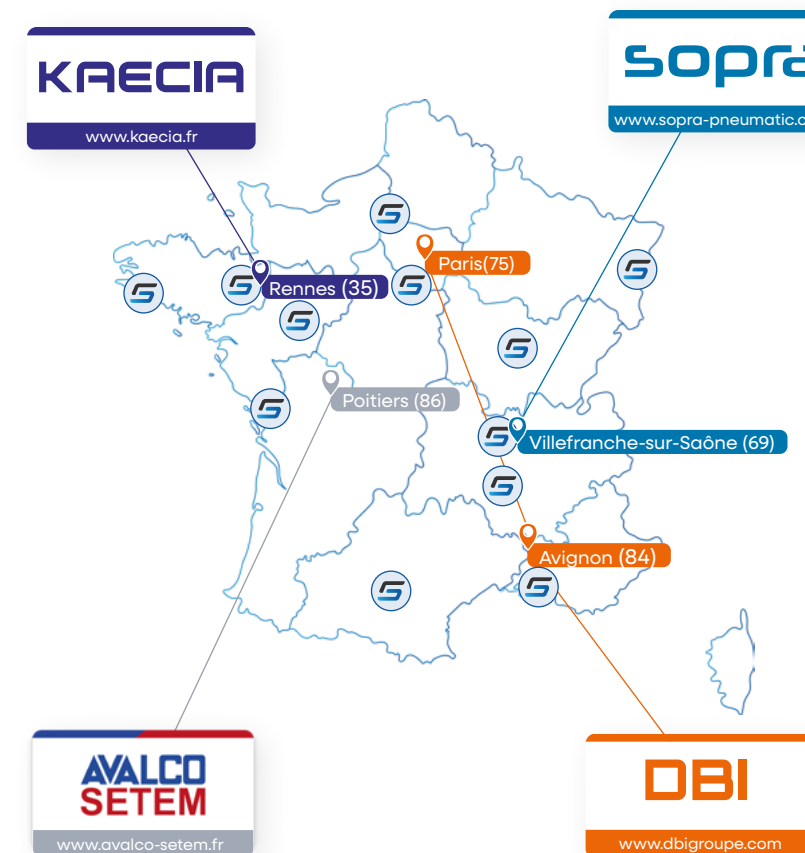 KAECIA
www.kaecia.fr
sopra
www.sopra-pneumatic.c
Paris(75)
Rennes (35)
Poitiers (86)
Villefranche-sur-Saône (69)
Avignon (84)
AVALCO
SETEM
www.avalco-setem.fr
DBI
www.dbigroupe.com